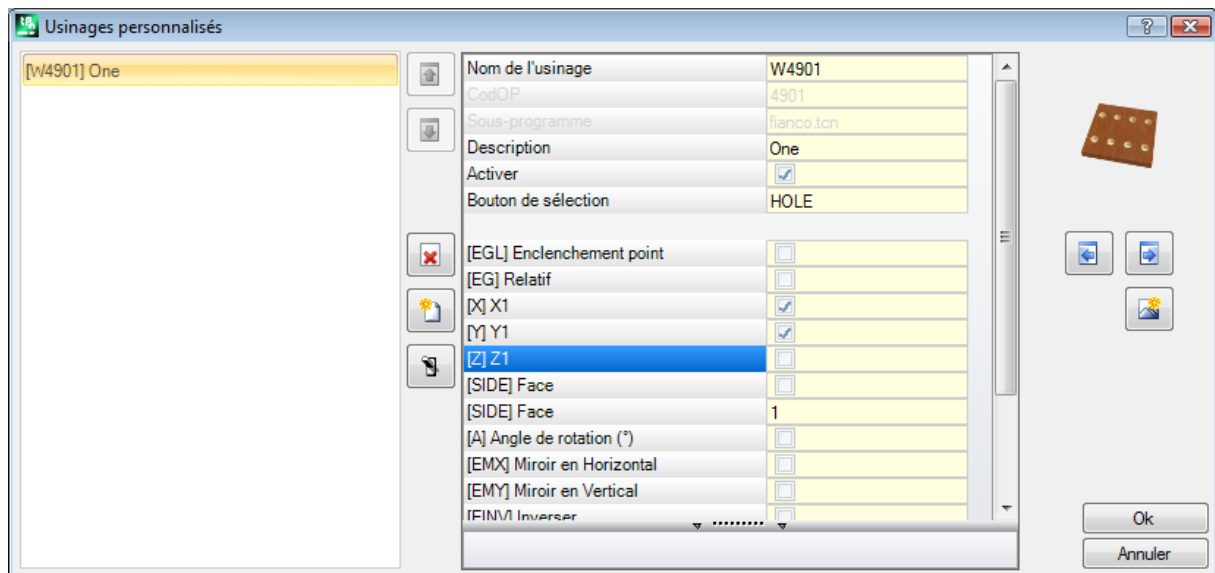 Usinages personnalisés
[W4901] One
Nom de l'usinage W4901
CodOP 4901
Sous-programme fianco.tcn
Description One
Activer
Bouton de sélection HOLE
[EGL] Enclenchement point
[EG] Relatif
[X] X1
[Y] Y1
[Z] Z1
[SIDE] Face
[SIDE] Face 1
[A] Angle de rotation (°)
[EMX] Miroir en Horizontal
[EMY] Miroir en Vertical
[EINV] Inverser
Ok
Annuler